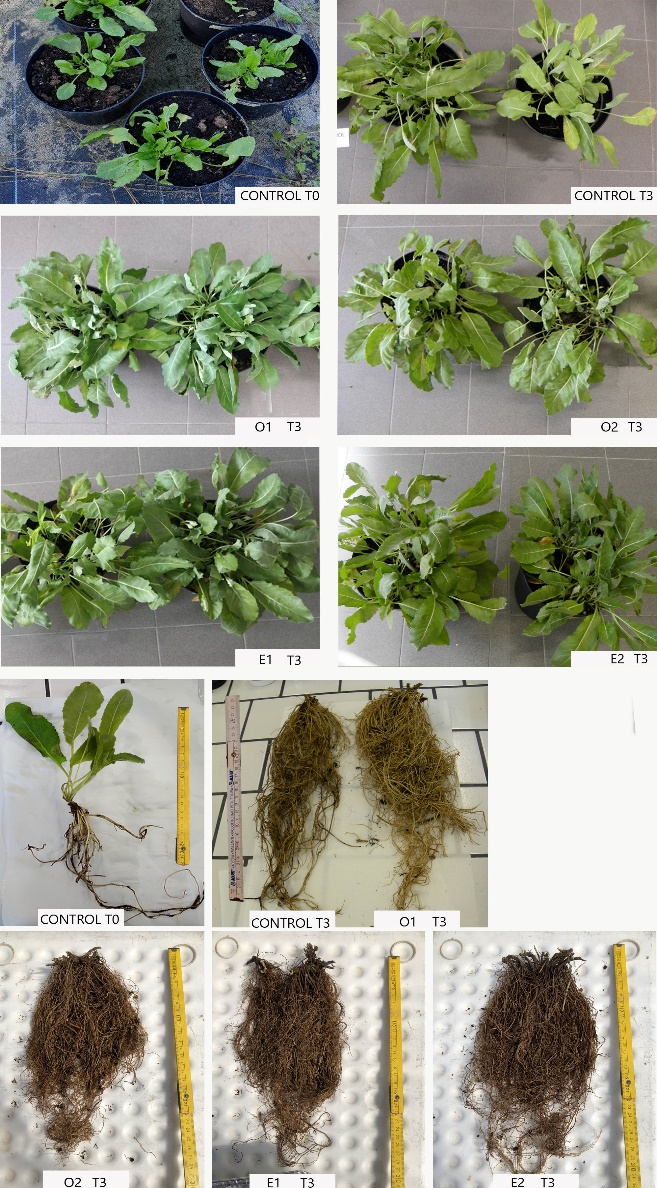 CONTROL T0
CONTROL T3
O1 T3
O2 T3
E1 T3
E2 T3
CONTROL T0
CONTROL T3
O1 T3
O2 T3
E1 T3
E2 T3